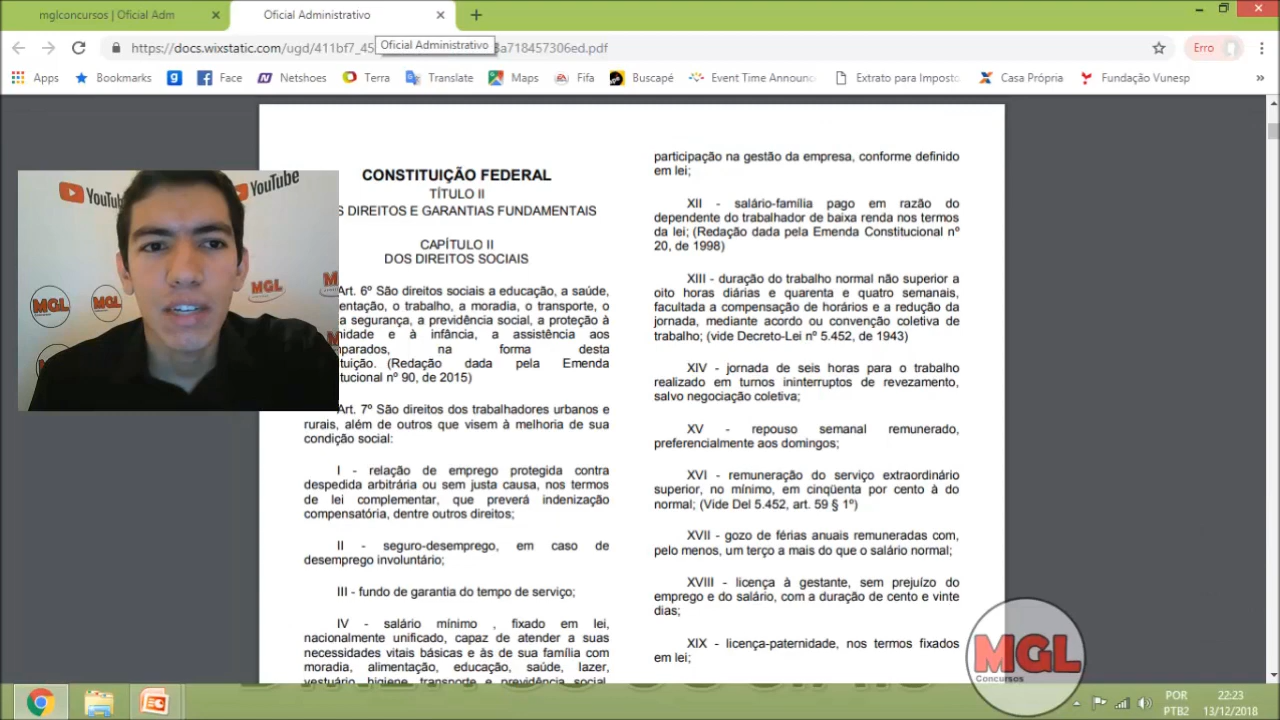 mglconcursos | Oficial Adm
Oficial Administrativo
Oficial Administrativo
https://docs.wixstatic.com/ugd/411bf7_45 3a718457306ed.pdf
Erro
Apps Bookmarks Face Netshoes Terra Translate Maps Fifa Buscapé Event Time Announc Extrato para Imposto Casa Própria Fundação Vunesp »
CONSTITUIÇÃO FEDERAL
TÍTULO II
S DIREITOS E GARANTIAS FUNDAMENTAIS
CAPÍTULO II
DOS DIREITOS SOCIAIS
Art. 6º São direitos sociais a educação, a saúde,
entação, o trabalho, a moradia, o transporte, o
a segurança, a previdência social, a proteção à
nidade e à infância, a assistência aos
mparados, na forma desta
tuição. (Redação dada pela Emenda
tucional nº 90, de 2015)
Art. 7º São direitos dos trabalhadores urbanos e
rurais, além de outros que visem à melhoria de sua
condição social:
I - relação de emprego protegida contra
despedida arbitrária ou sem justa causa, nos termos
de lei complementar, que preverá indenização
compensatória, dentre outros direitos;
II - seguro-desemprego, em caso de
desemprego involuntário;
III - fundo de garantia do tempo de serviço;
IV - salário mínimo , fixado em lei,
nacionalmente unificado, capaz de atender a suas
necessidades vitais básicas e às de sua família com
moradia, alimentação, educação, saúde, lazer,
vestuário, higiene, transporte e previdência social,
participação na gestão da empresa, conforme definido
em lei;
XII - salário-família pago em razão do
dependente do trabalhador de baixa renda nos termos
da lei; (Redação dada pela Emenda Constitucional nº
20, de 1998)
XIII - duração do trabalho normal não superior a
oito horas diárias e quarenta e quatro semanais,
facultada a compensação de horários e a redução da
jornada, mediante acordo ou convenção coletiva de
trabalho; (vide Decreto-Lei nº 5.452, de 1943)
XIV - jornada de seis horas para o trabalho
realizado em turnos ininterruptos de revezamento,
salvo negociação coletiva;
XV - repouso semanal remunerado,
preferencialmente aos domingos;
XVI - remuneração do serviço extraordinário
superior, no mínimo, em cinqüenta por cento à do
normal; (Vide Del 5.452, art. 59 § 1º)
XVII - gozo de férias anuais remuneradas com,
pelo menos, um terço a mais do que o salário normal;
XVIII - licença à gestante, sem prejuízo do
emprego e do salário, com a duração de cento e vinte
dias;
XIX - licença-paternidade, nos termos fixados
em lei;
YouTube
YouTube
MGL
MGL
MGL
MGL
Concursos
POR
PTB2
22:23
13/12/2018